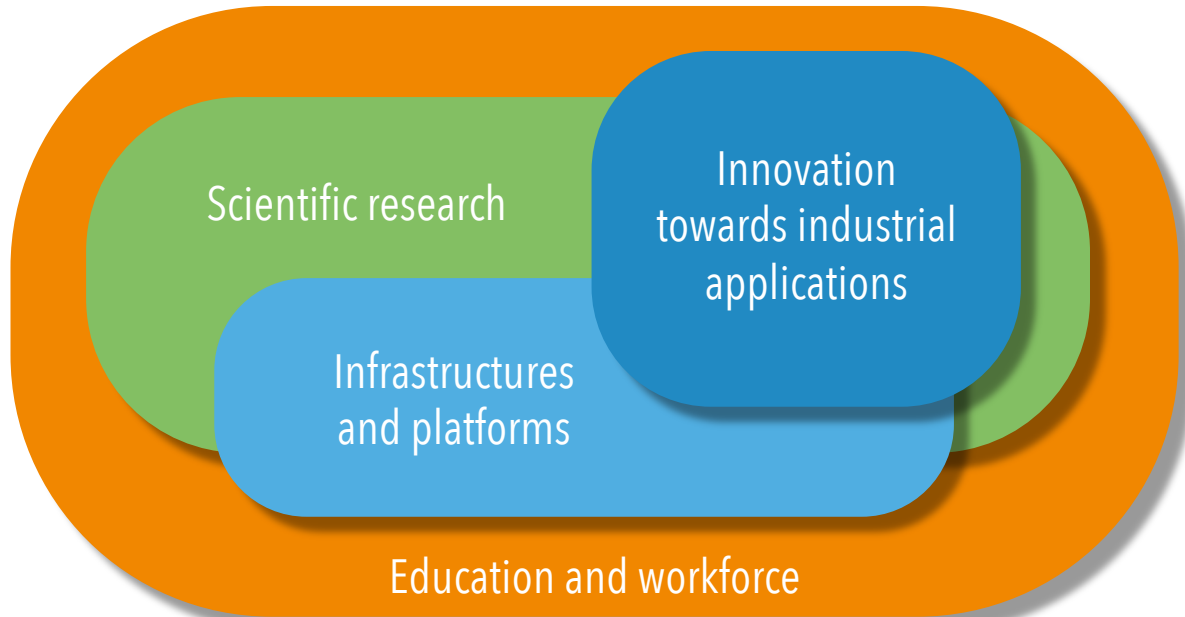 Scientific research
Innovation
towards industrial
applications
Infrastructures
and platforms
Education and workforce